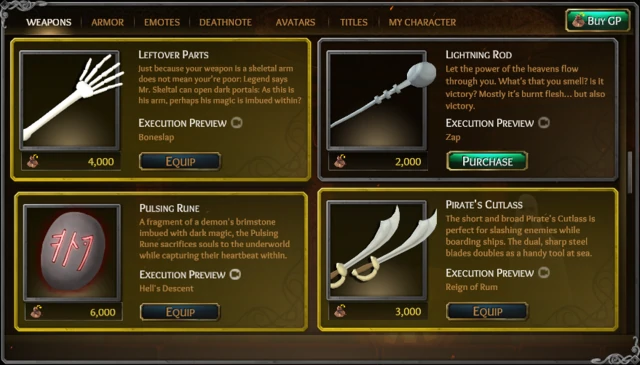 WEAPONS ARMOR EMOTES DEATHNOTE AVATARS TITLES MY CHARACTER BUY GP
LEFTOVER PARTS
Just because your weapon is a skeletal arm
does not mean your're poor: Legend says
Mr. Skeltal can open dark portals: As this is
his arm, perhaps his magic is imbued within?
EXECUTION PREVIEW
Boneslap
4,000
EQUIP
LIGHTNING ROD
Let the power of the heavens flow
through you. What's that you smell? Is it
victory? Mostly it's burnt flesh... but also
victory.
EXECUTION PREVIEW
Zap
2,000
PURCHASE
PULSING RUNE
A fragment of a demon's brimstone
imbued with dark magic, the Pulsing
Rune sacrifices souls to the underworld
while capturing their heartbeat within.
EXECUTION PREVIEW
Hell's Descent
6,000
EQUIP
PIRATE'S CUTLASS
The short and broad Pirate's Cutlass is
perfect for slashing enemies while
boarding ships. The dual, sharp steel
blades doubles as a handy tool at sea.
EXECUTION PREVIEW
Reign of Rum
3,000
EQUIP